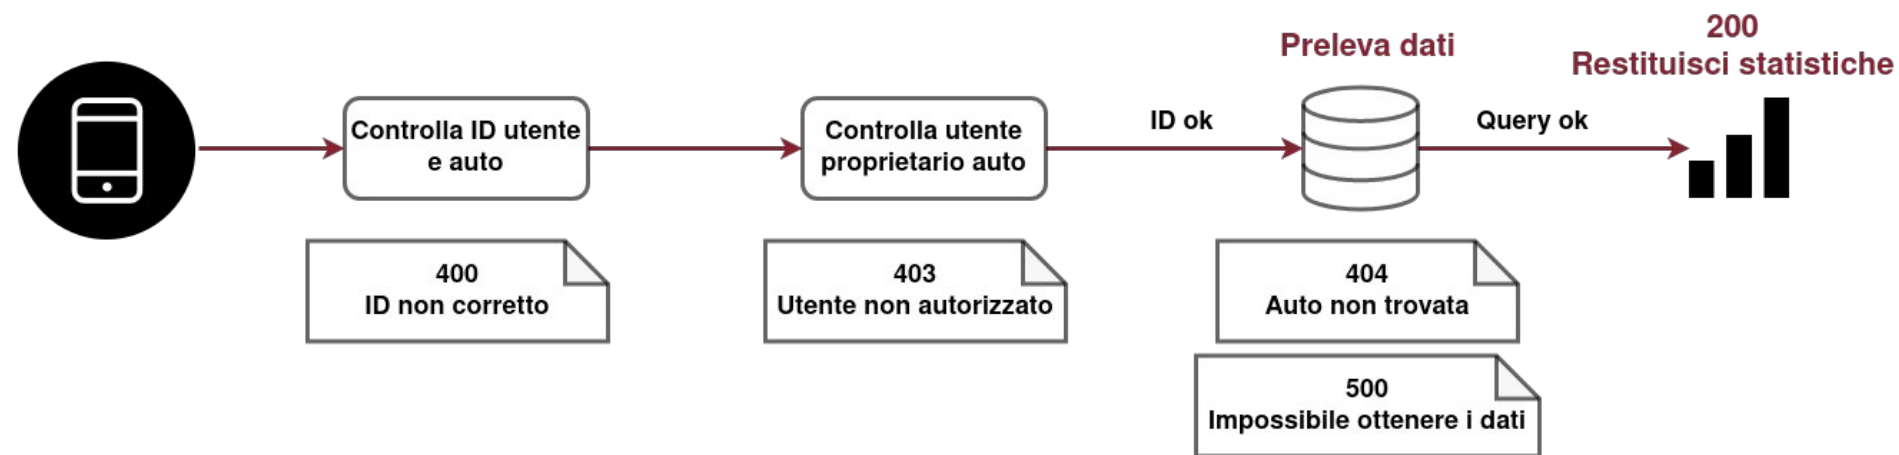 Controlla ID utente
e auto
400
ID non corretto
Controlla utente
proprietario auto
403
Utente non autorizzato
ID ok
Preleva dati
404
Auto non trovata
500
Impossibile ottenere i dati
Query ok
200
Restituisci statistiche